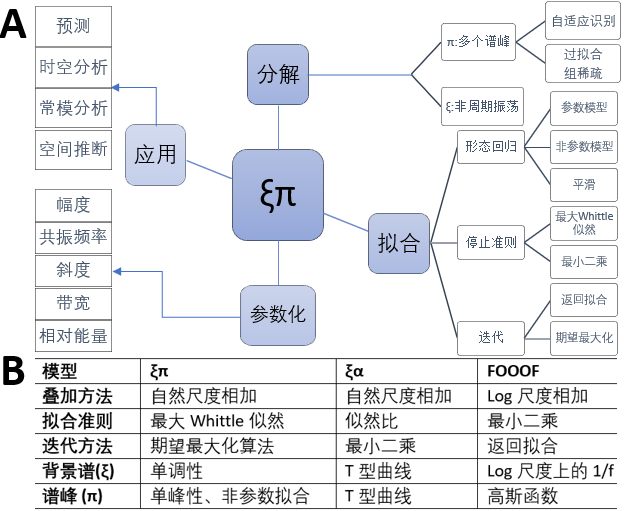 A
预测
时空分析
常模分析
空间推断
应用
分解
π:多个谱峰
自适应识别
过拟合
组稀疏
ξ:非周期振荡
ξπ
拟合
形态回归
参数模型
非参数模型
平滑
停止准则
最大Whittle
似然
最小二乘
迭代
返回拟合
期望最大化
参数化
幅度
共振频率
斜度
带宽
相对能量
B
模型 ξπ ξα FOOOF
叠加方法 自然尺度相加 自然尺度相加 Log 尺度相加
拟合准则 最大 Whittle 似然 似然比 最小二乘
迭代方法 期望最大化算法 最小二乘 返回拟合
背景谱(ξ) 单调性 T 型曲线 Log 尺度上的 1/f
谱峰 (π) 单峰性、非参数拟合 T 型曲线 高斯函数